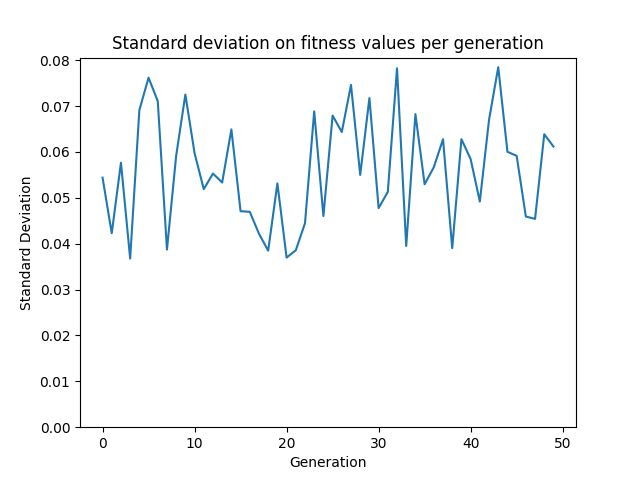 Standard deviation on fitness values per generation
Standard Deviation
0.08
0.07
0.06
0.05
0.04
0.03
0.02
0.01
0.00
0 10 20 30 40 50
Generation